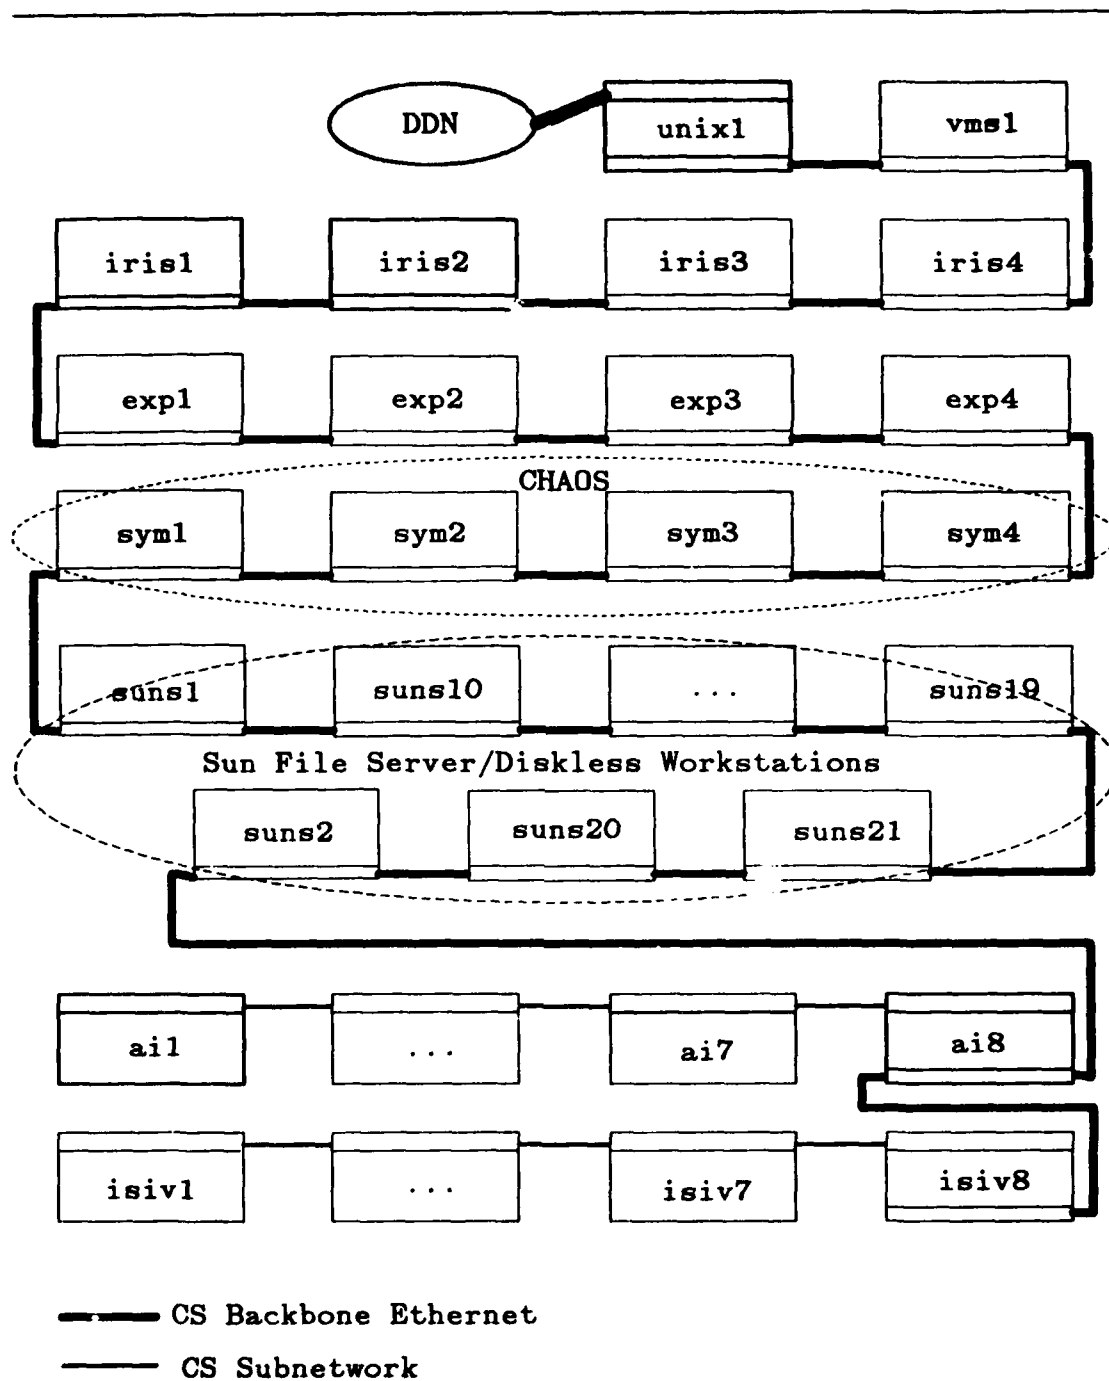 DDN unix1 vms1
iris1 iris2 iris3 iris4
exp1 exp2 exp3 exp4
CHAOS
sym1 sym2 sym3 sym4
suns1 suns10 ... suns19
Sun File Server/Diskless Workstations
suns2 suns20 suns21
ai1 ... ai7 ai8
isiv1 ... isiv7 isiv8
CS Backbone Ethernet
CS Subnetwork